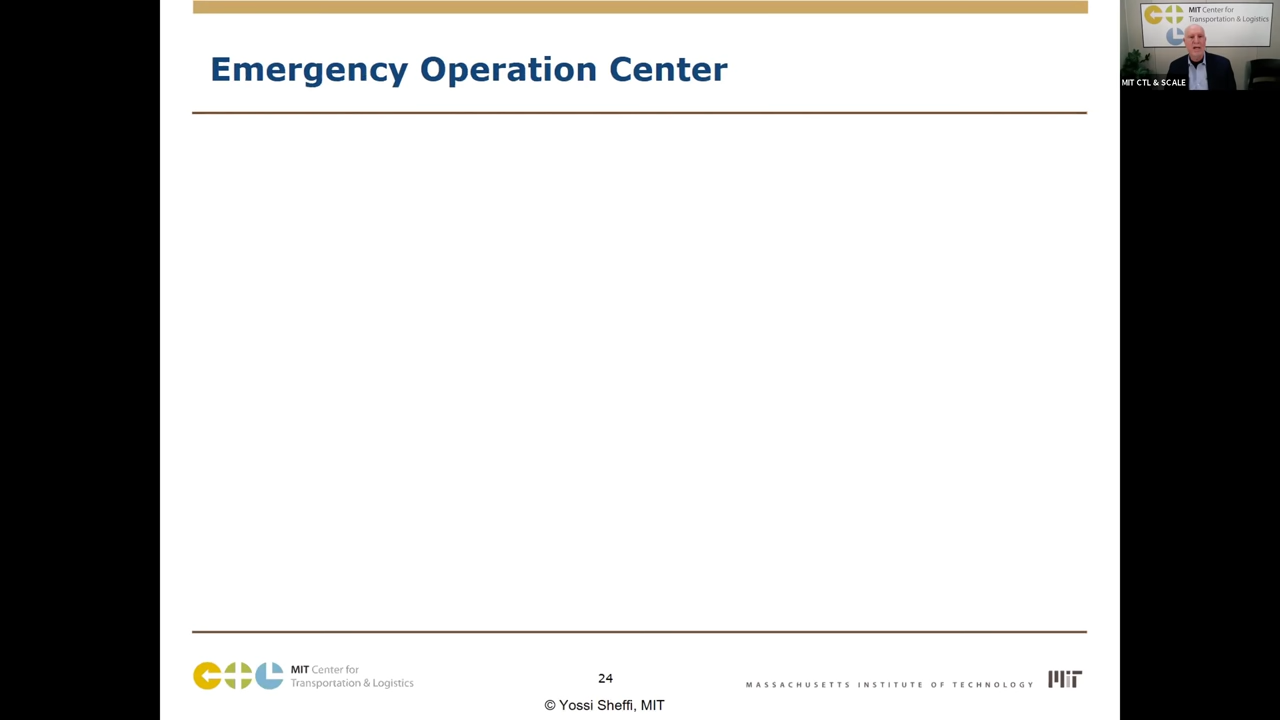 Emergency Operation Center
MIT Center for
Transportation & Logistics
MIT CTL & SCALE
MIT Center for
Transportation & Logistics
24
© Yossi Sheffi, MIT
MASSACHUSETTS INSTITUTE OF TECHNOLOGY
MIT